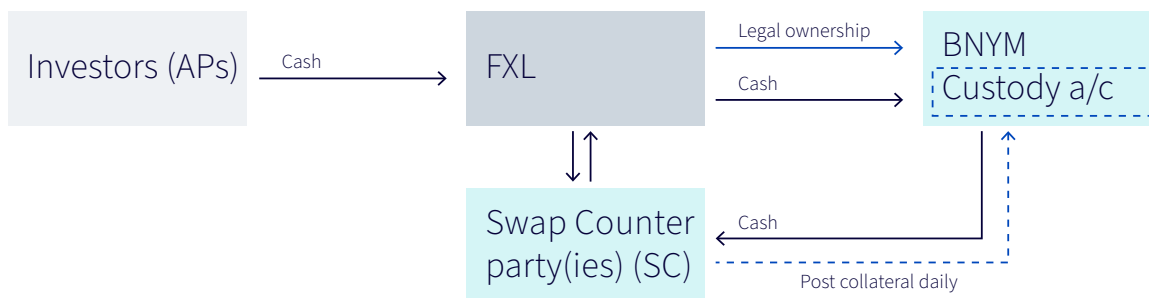 Investors (APs)
Cash
FXL
Legal ownership
Cash
BNYM
Custody a/c
Swap Counter
party(ies) (SC)
Cash
Post collateral daily